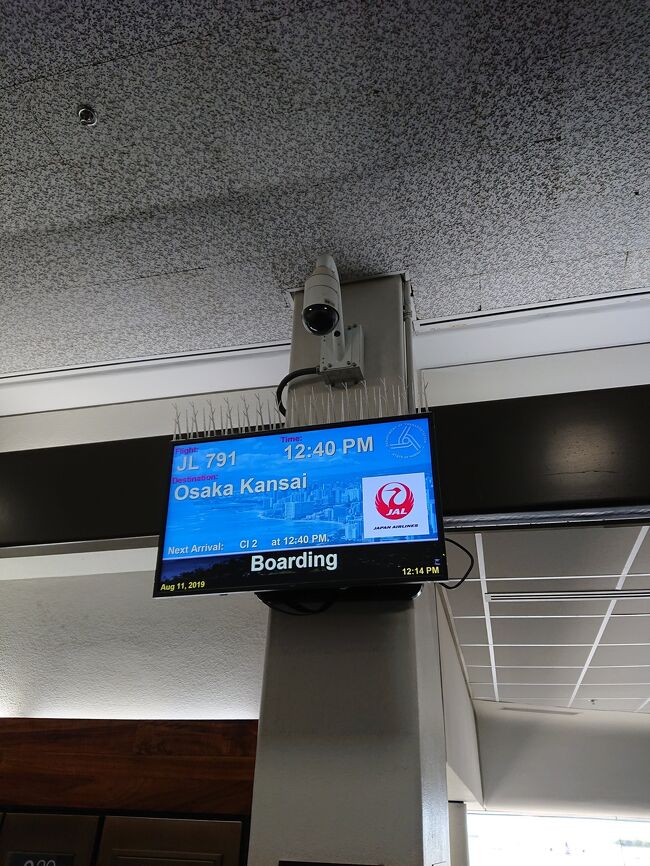 Flight: Time:
JL 791 12:40 PM
Destination:
Osaka Kansai
JAL
JAPAN AIRLINES
Next Arrival: CI 2 at 12:40 PM.
Boarding
Aug 11, 2019 12:14 PM